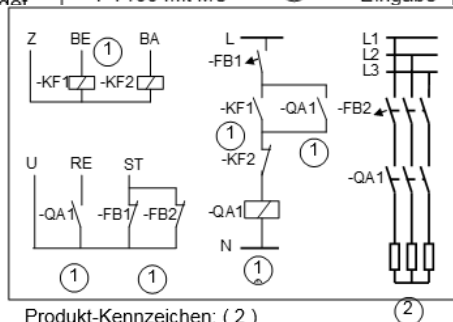 Eingabe
Z BE 1 BA
-KF1 -KF2
U RE ST
-QA1 -FB1 -FB2
1 1
L
-FB1
-KF1 -QA1
1 1
-KF2
-QA1
N
1
L1
L2
L3
-FB2
-QA1
2
Produkt-Kennzeichen: ( 2 )